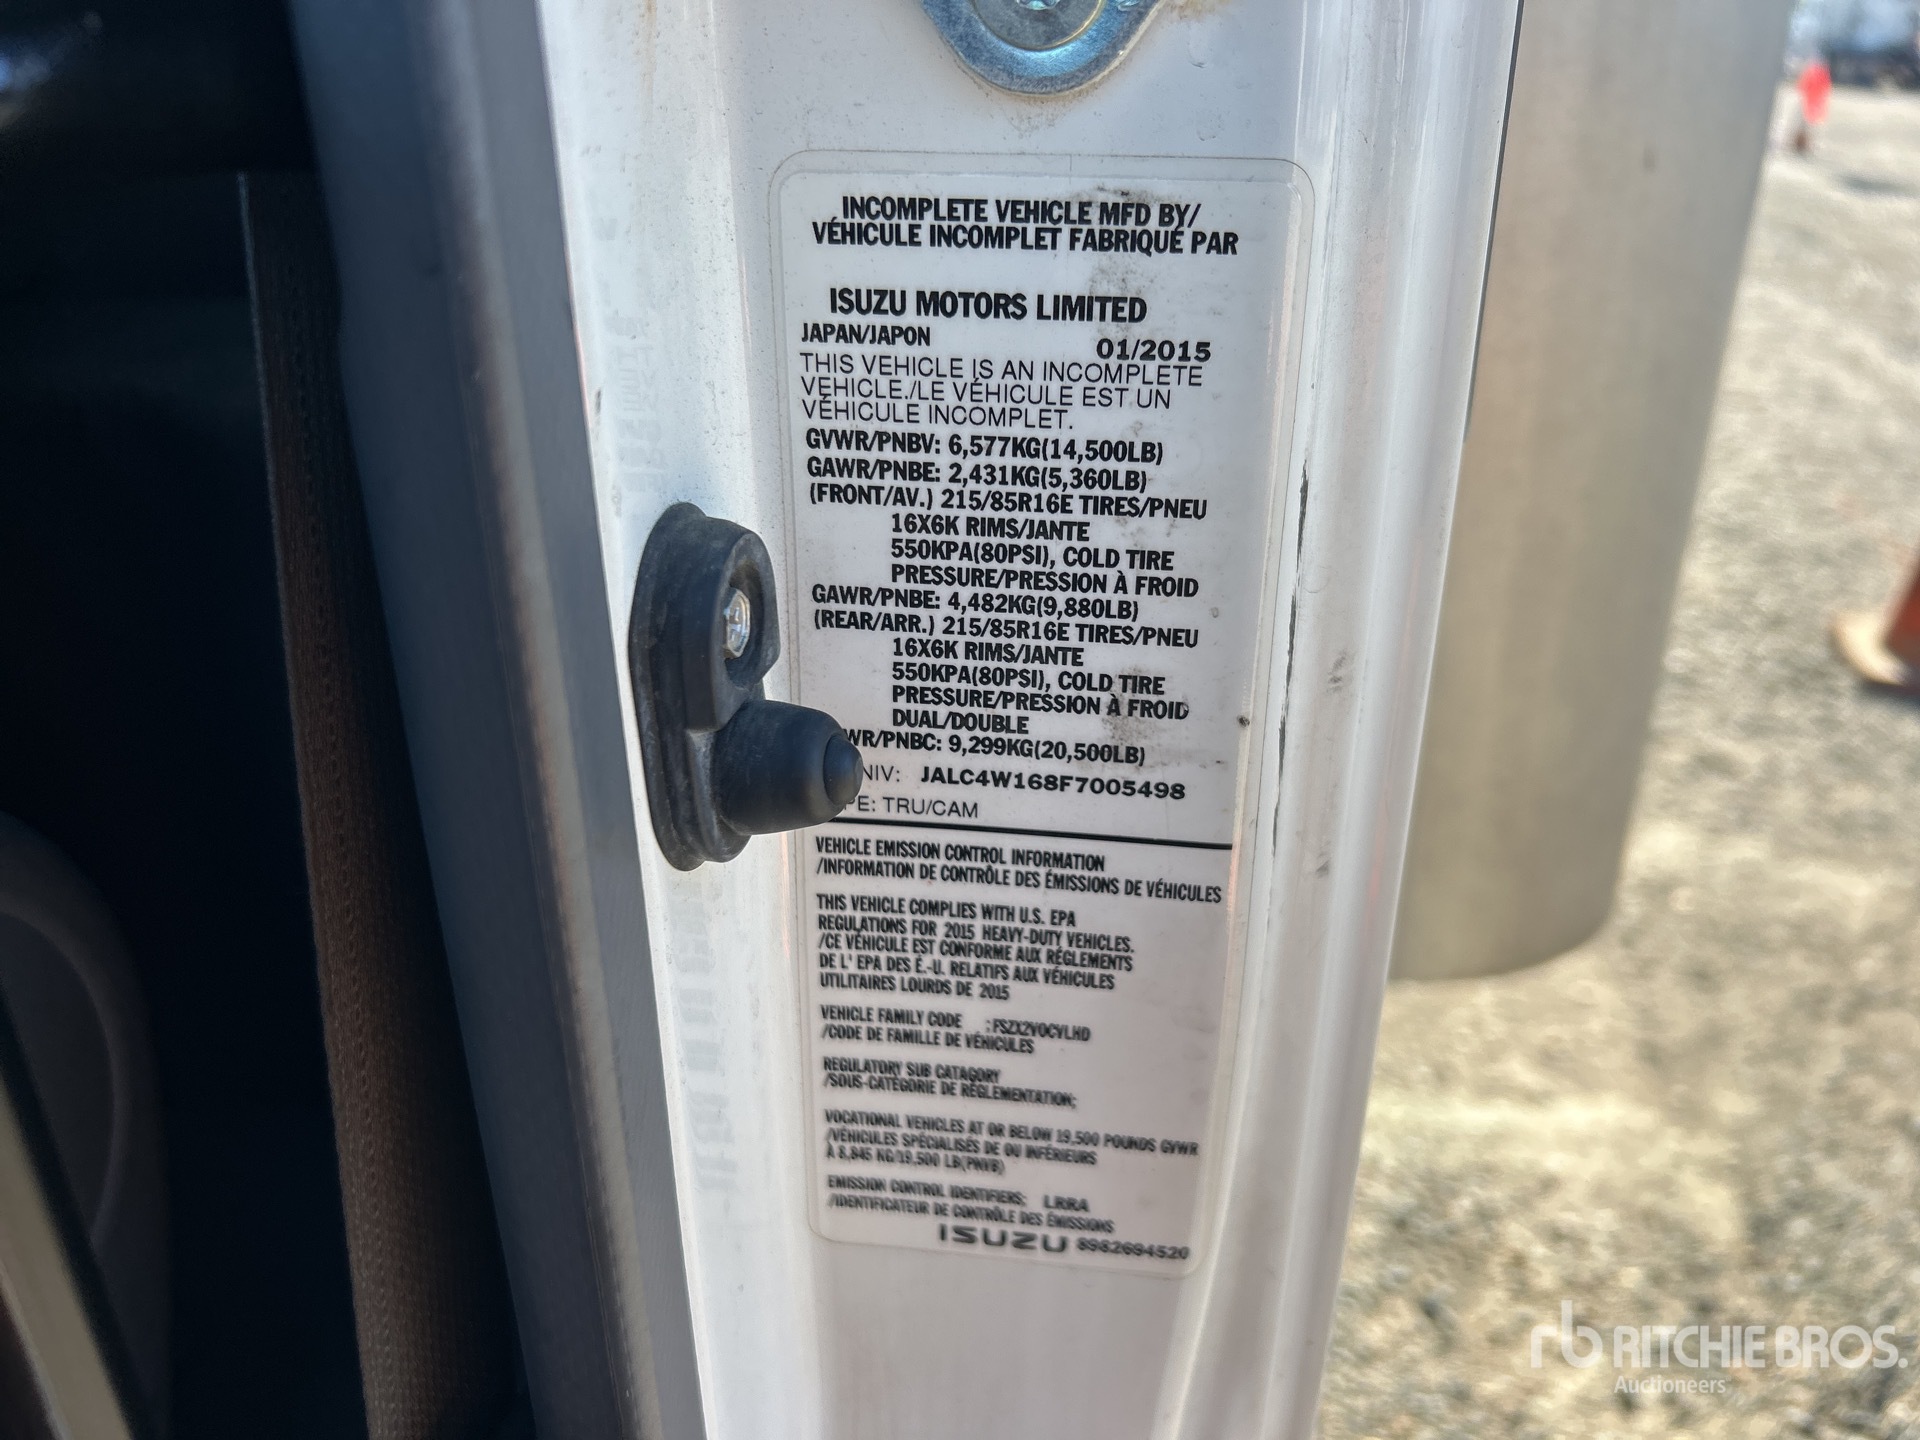 INCOMPLETE VEHICLE MFD BY/
VÉHICULE INCOMPLET FABRIQUÉ PAR
ISUZU MOTORS LIMITED
JAPAN/JAPON 01/2015
THIS VEHICLE IS AN INCOMPLETE
VEHICLE./LE VÉHICULE EST UN
VÉHICULE INCOMPLET.
GVWR/PNBV: 6,577KG(14,500LB)
GAWR/PNBE: 2,431KG(5,360LB)
(FRONT/AV.) 215/85R16E TIRES/PNEU
16X6K RIMS/JANTE
550KPA(80PSI), COLD TIRE
PRESSURE/PRESSION À FROID
GAWR/PNBE: 4,482KG(9,880LB)
(REAR/ARR.) 215/85R16E TIRES/PNEU
16X6K RIMS/JANTE
550KPA(80PSI), COLD TIRE
PRESSURE/PRESSION À FROID
DUAL/DOUBLE
WR/PNBC: 9,299KG(20,500LB)
NIV: JALC4W168F7005498
PE: TRU/CAM
VEHICLE EMISSION CONTROL INFORMATION
/INFORMATION DE CONTRÔLE DES ÉMISSIONS DE VÉHICULES
THIS VEHICLE COMPLIES WITH U.S. EPA
REGULATIONS FOR 2015 HEAVY-DUTY VEHICLES.
/CE VÉHICULE EST CONFORME AUX RÉGLEMENTS
DE L' EPA DES É.-U. RELATIFS AUX VÉHICULES
UTILITAIRES LOURDS DE 2015
VEHICLE FAMILY CODE :FSZX2VOCYLHD
/CODE DE FAMILLE DE VÉHICULES
REGULATORY SUB CATAGORY
/SOUS-CATÉGORIE DE RÉGLEMENTATION;
VOCATIONAL VEHICLES AT OR BELOW 19,500 POUNDS GVWR
/VÉHICULES SPÉCIALISÉS DE OU INFÉRIEURS
À 8,845 KG/19,500 LB(PNVB)
EMISSION CONTROL IDENTIFIERS: LRRA
/IDENTIFICATEUR DE CONTRÔLE DES ÉMISSIONS
ISUZU 8982694520
rb RITCHIE BROS.
Auctioneers